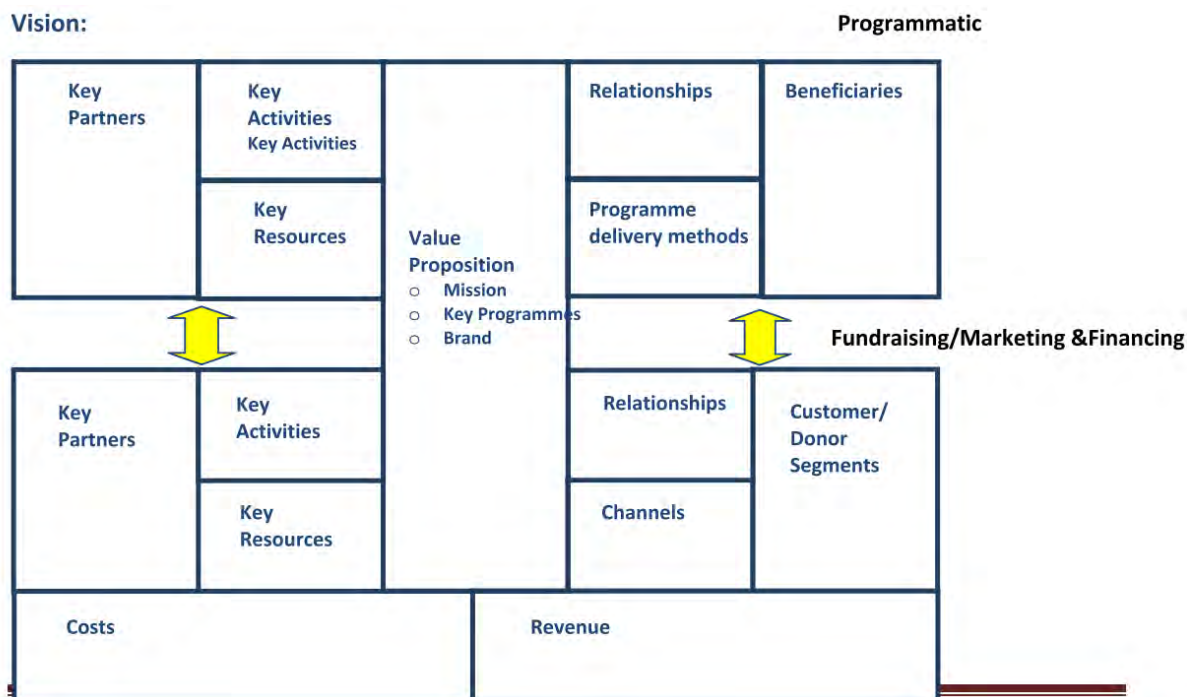 Vision:
Programmatic
Key
Partners
Key
Activities
Key Activities
Key
Resources
Value
Proposition
o Mission
o Key Programmes
o Brand
Relationships
Programme
delivery methods
Beneficiaries
Fundraising/Marketing &Financing
Key
Partners
Key
Activities
Key
Resources
Relationships
Channels
Customer/
Donor
Segments
Costs
Revenue